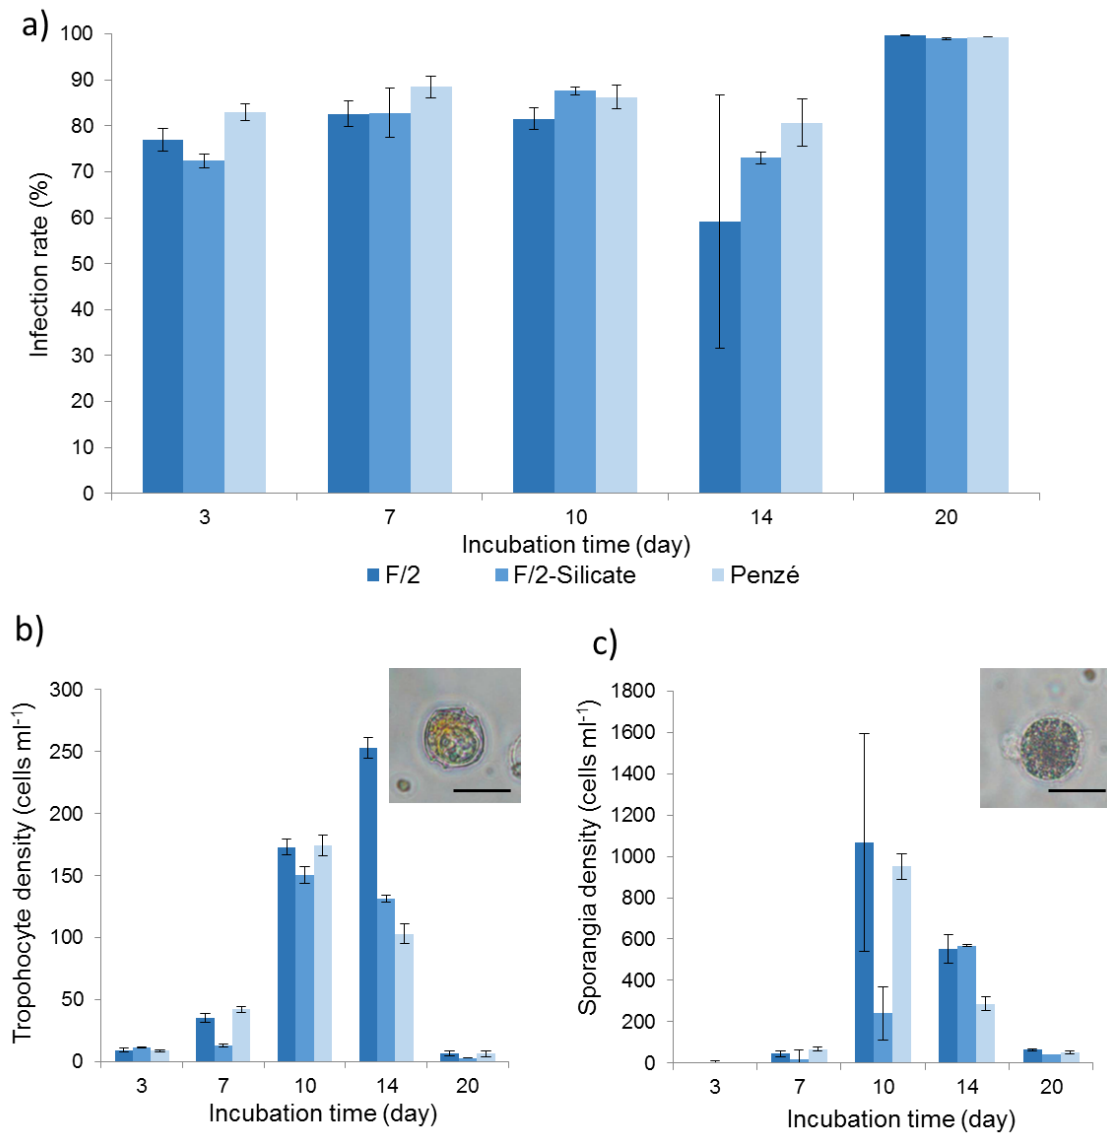 a)
Infection rate (%)
100
90
80
70
60
50
40
30
20
10
0
3 7 10 14 20
Incubation time (day)
F/2 F/2-Silicate Penzé
b)
Tropohocyte density (cells ml-1)
300
250
200
150
100
50
0
3 7 10 14 20
Incubation time (day)
c)
Sporangia density (cells ml-1)
1800
1600
1400
1200
1000
800
600
400
200
0
3 7 10 14 20
Incubation time (day)